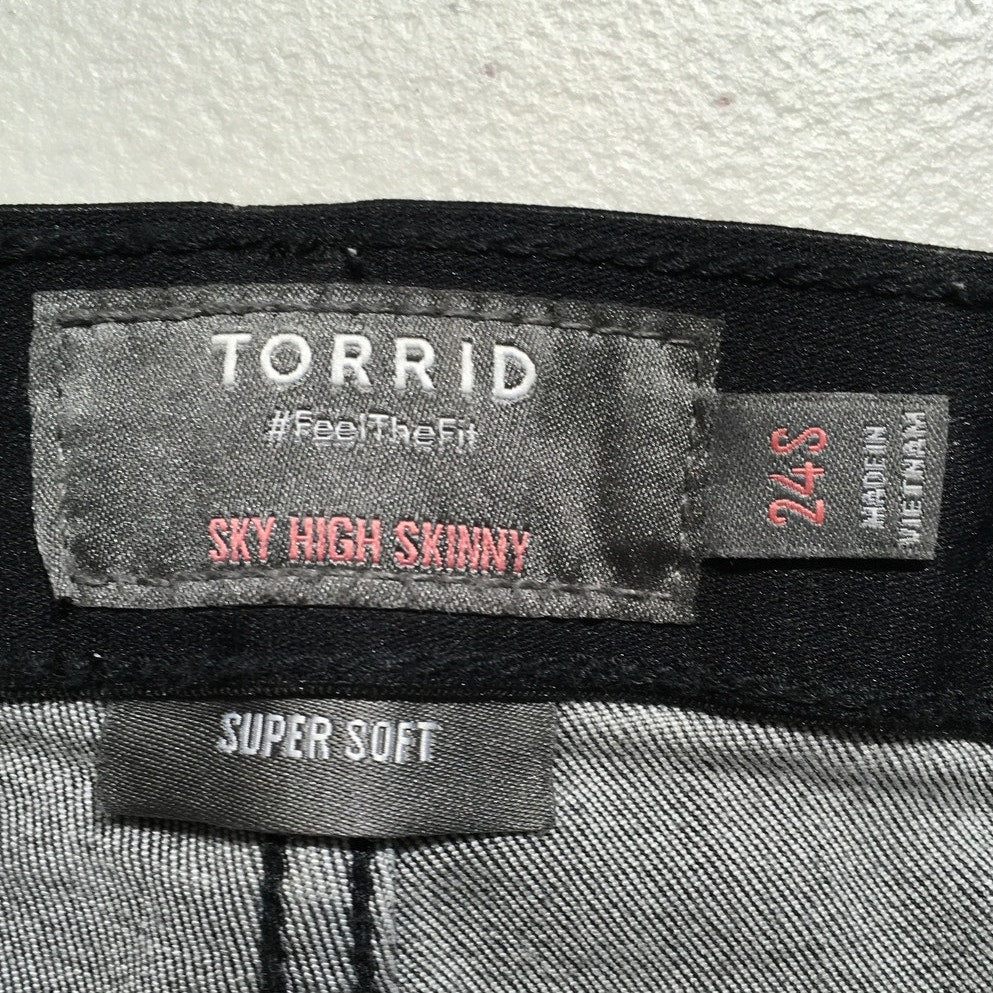 TORRID
#FeelTheFit
SKY HIGH SKINNY
24S
MADE IN
VIETNAM
SUPER SOFT